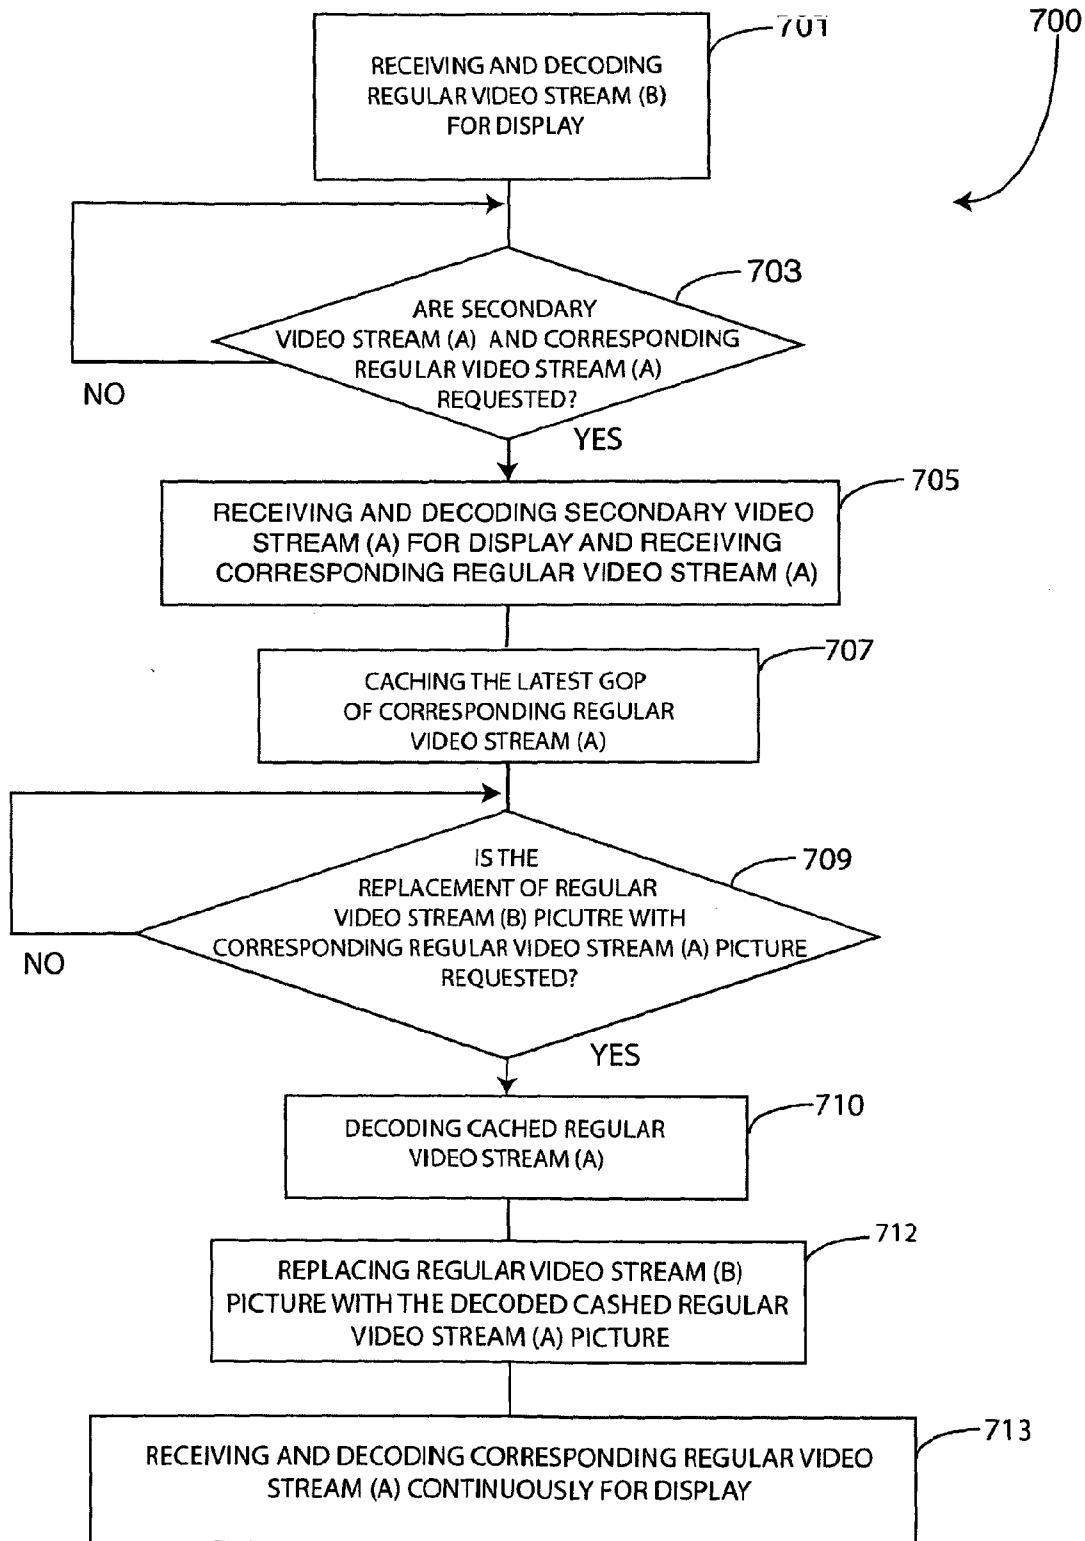 701
700
RECEIVING AND DECODING
REGULAR VIDEO STREAM (B)
FOR DISPLAY
703
ARE SECONDARY
VIDEO STREAM (A) AND CORRESPONDING
REGULAR VIDEO STREAM (A)
REQUESTED?
NO
YES
705
RECEIVING AND DECODING SECONDARY VIDEO
STREAM (A) FOR DISPLAY AND RECEIVING
CORRESPONDING REGULAR VIDEO STREAM (A)
707
CACHING THE LATEST GOP
OF CORRESPONDING REGULAR
VIDEO STREAM (A)
709
IS THE
REPLACEMENT OF REGULAR
VIDEO STREAM (B) PICUTRE WITH
CORRESPONDING REGULAR VIDEO STREAM (A) PICTURE
REQUESTED?
NO
YES
710
DECODING CACHED REGULAR
VIDEO STREAM (A)
712
REPLACING REGULAR VIDEO STREAM (B)
PICTURE WITH THE DECODED CASHED REGULAR
VIDEO STREAM (A) PICTURE
713
RECEIVING AND DECODING CORRESPONDING REGULAR VIDEO
STREAM (A) CONTINUOUSLY FOR DISPLAY